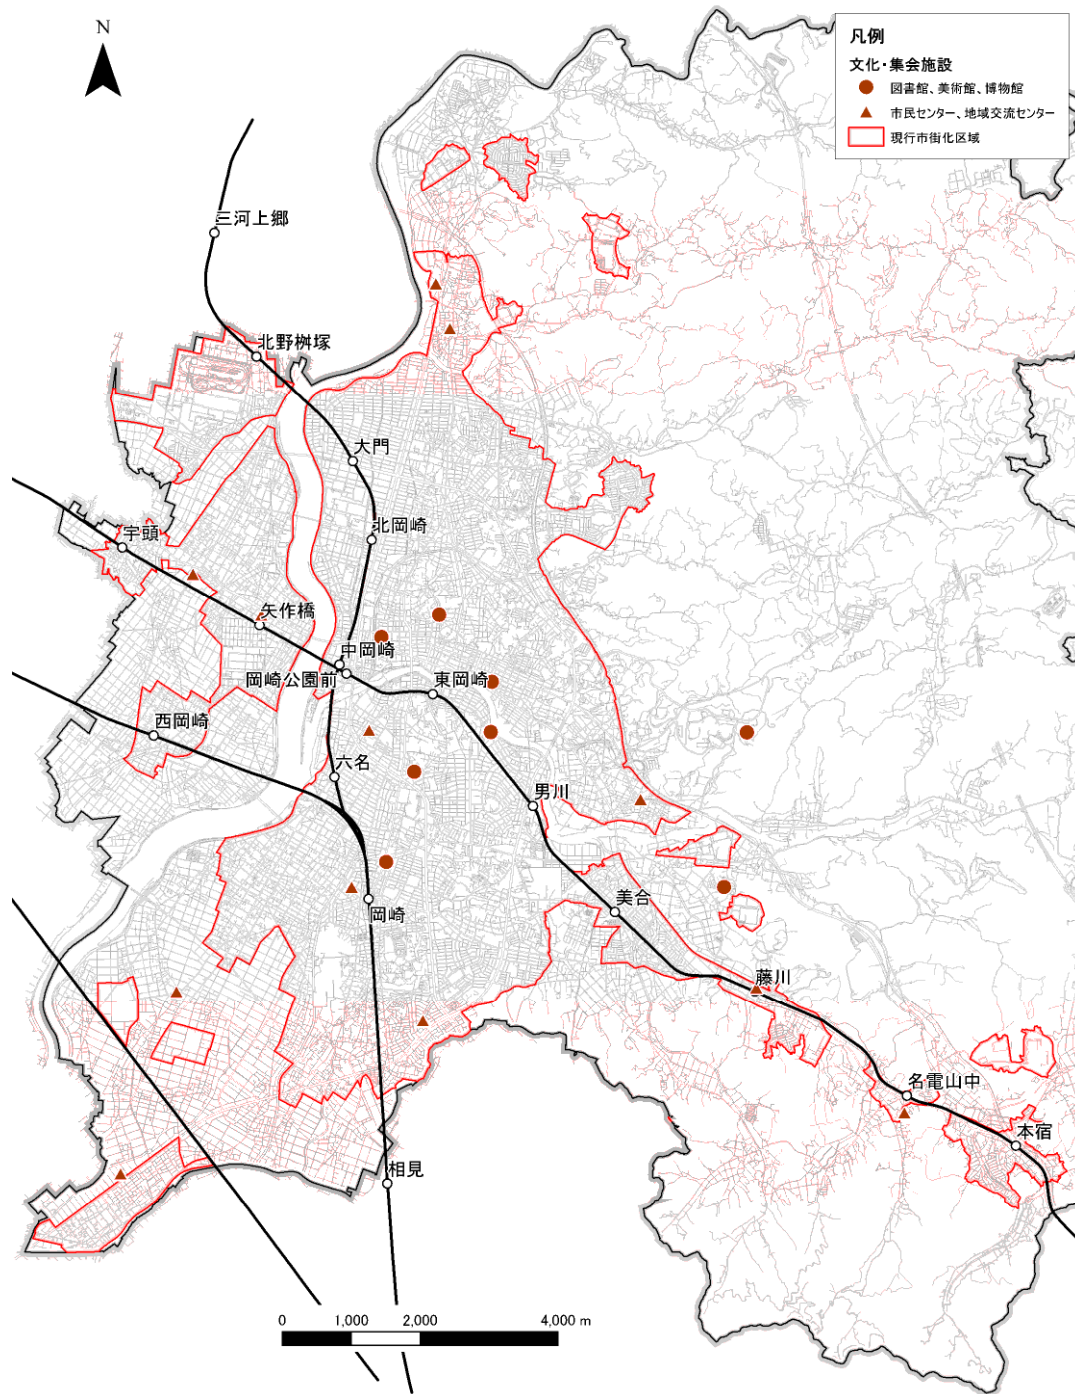 N
凡例
文化・集会施設
図書館、美術館、博物館
市民センター、地域交流センター
現行市街化区域
三河上郷
北野桝塚
大門
北岡崎
宇頭
矢作橋
中岡崎
岡崎公園前
東岡崎
西岡崎
六名
男川
岡崎
美合
藤川
名電山中
本宿
相見
0 1,000 2,000 4,000 m